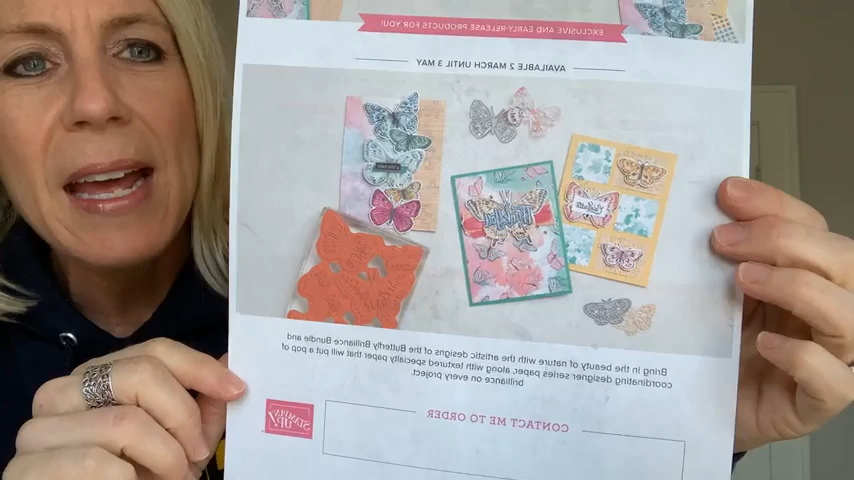 EXCLUSIVE AND EARLY-RELEASE PRODUCTS FOR YOU!
AVAILABLE 2 MARCH UNTIL 3 MAY
Bring in the beauty of nature with the artistic designs of the Butterfly Brilliance Bundle and
coordinating designer series paper, along with textured specialty paper that will put a pop of
brilliance on every project.
CONTACT ME TO ORDER
STAMPIN'
UP!